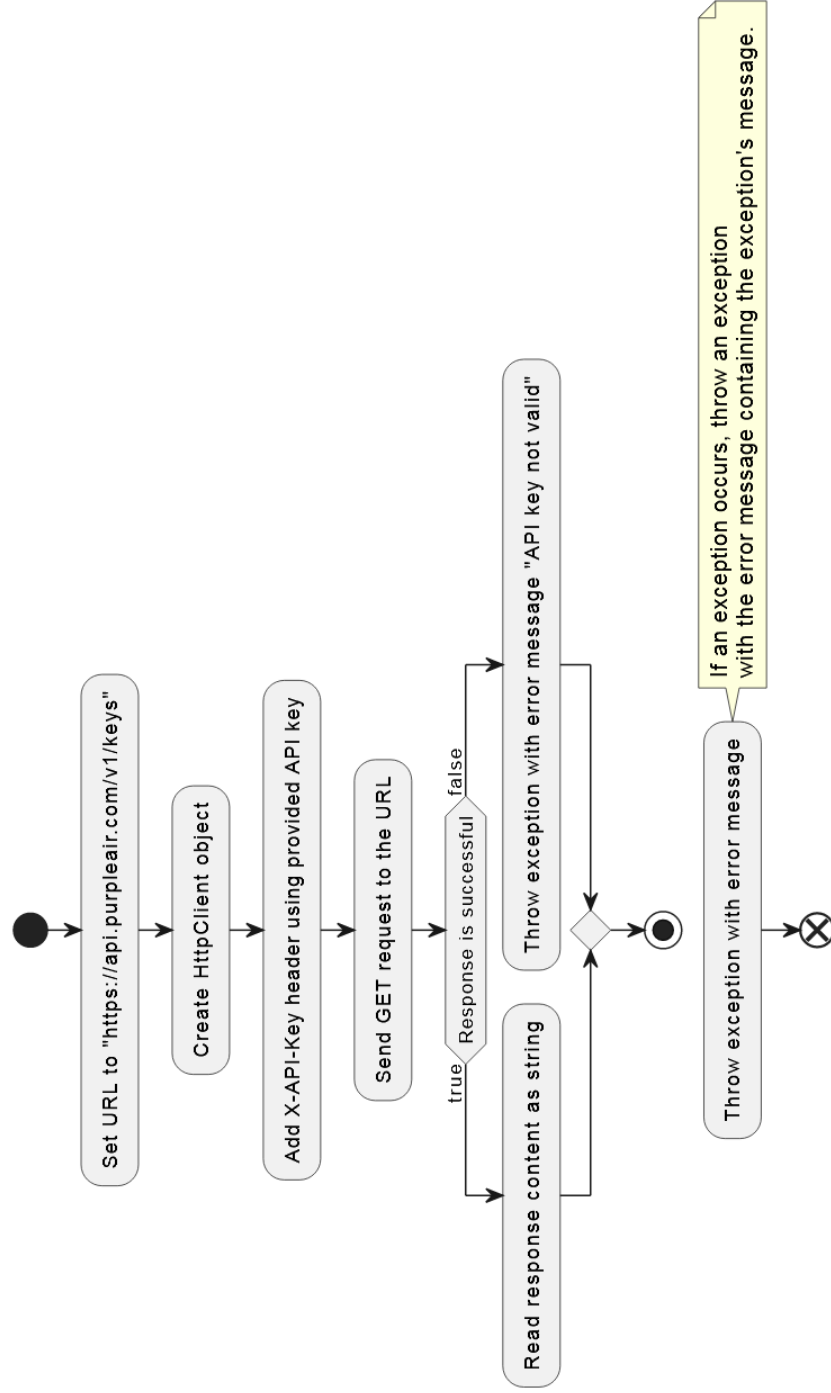 Set URL to "https://api.purpleair.com/v1/keys"
Create HttpClient object
Add X-API-Key header using provided API key
Send GET request to the URL
Response is successful
true
false
Read response content as string
Throw exception with error message "API key not valid"
Throw exception with error message
If an exception occurs, throw an exception
with the error message containing the exception's message.